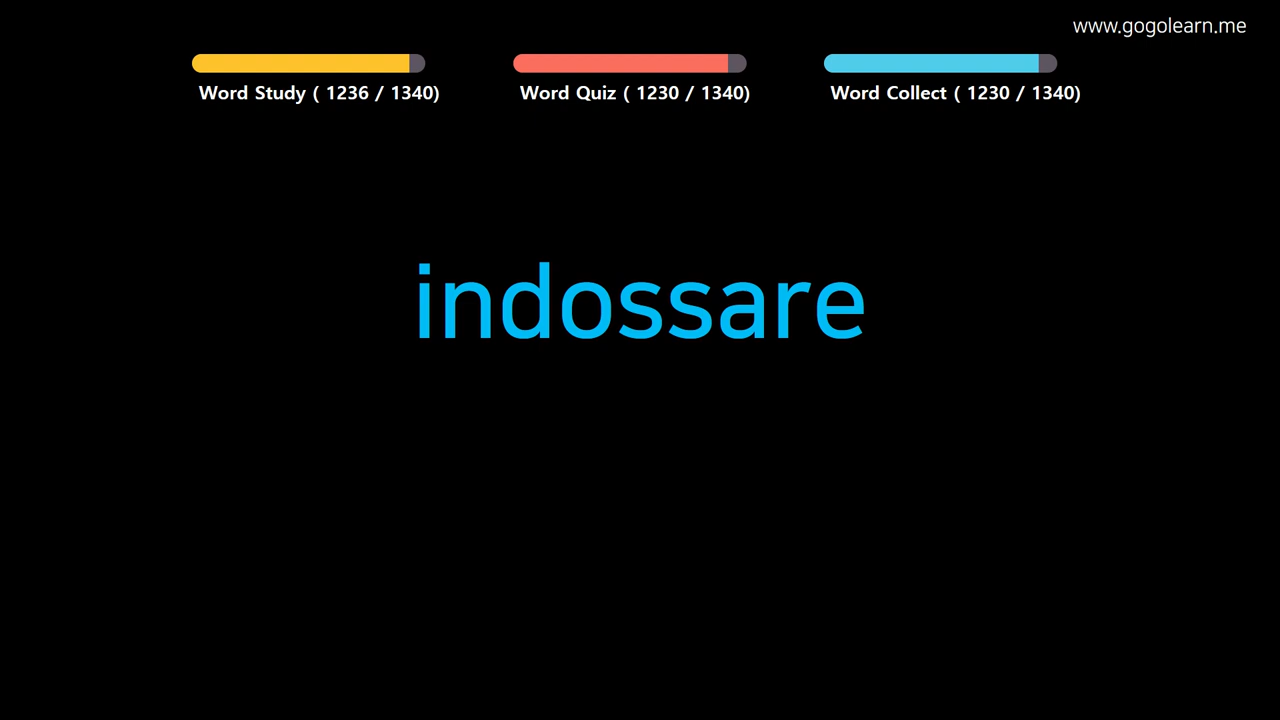 www.gogolearn.me
Word Study ( 1236 / 1340)
Word Quiz ( 1230 / 1340)
Word Collect ( 1230 / 1340)
indossare